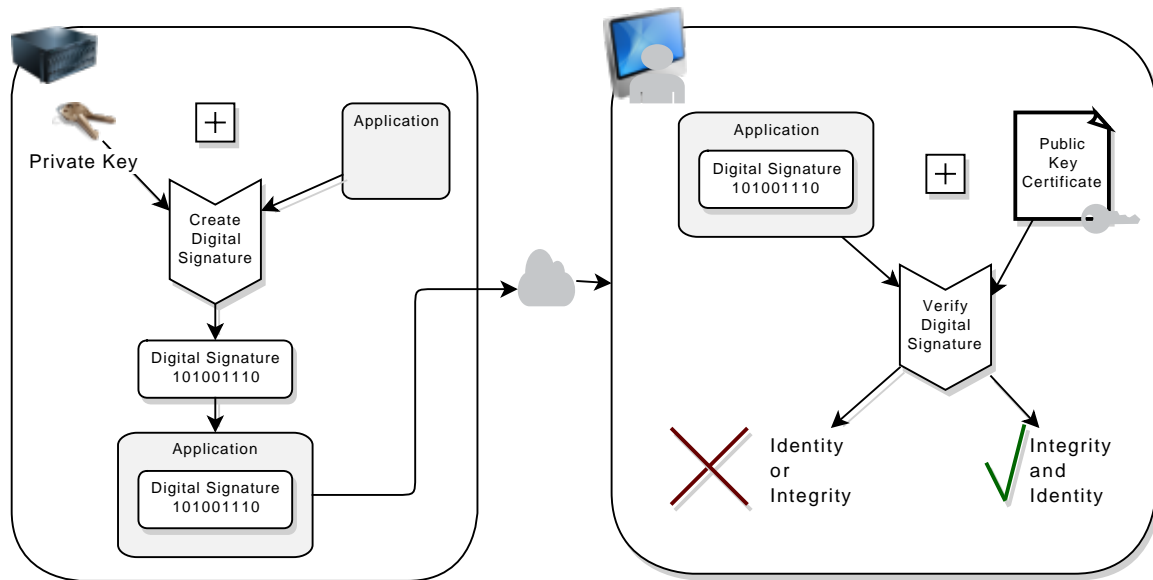 Private Key
Application
Create
Digital
Signature
Digital Signature
101001110
Application
Digital Signature
101001110
Application
Digital Signature
101001110
Public
Key
Certificate
Verify
Digital
Signature
Identity
or
Integrity
Integrity
and
Identity